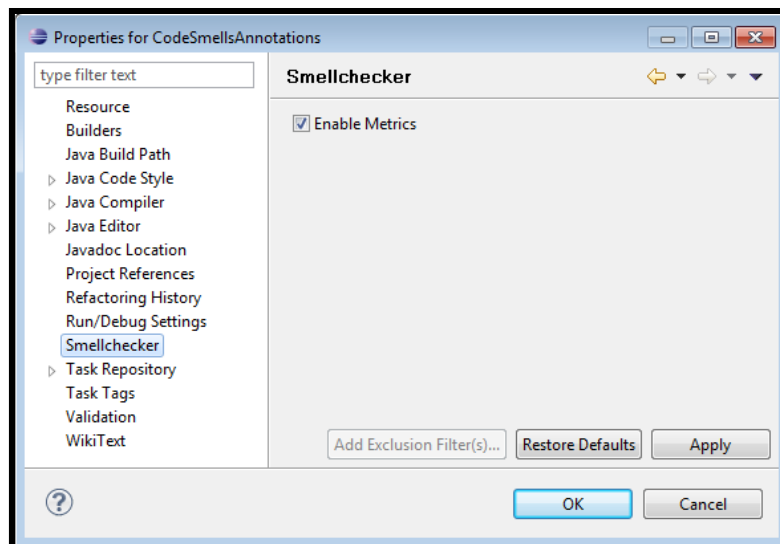 Properties for CodeSmellsAnnotations
type filter text
Resource
Builders
Java Build Path
Java Code Style
Java Compiler
Java Editor
Javadoc Location
Project References
Refactoring History
Run/Debug Settings
Smellchecker
Task Repository
Task Tags
Validation
WikiText
Smellchecker
Enable Metrics
Add Exclusion Filter(s)... Restore Defaults Apply
? OK Cancel